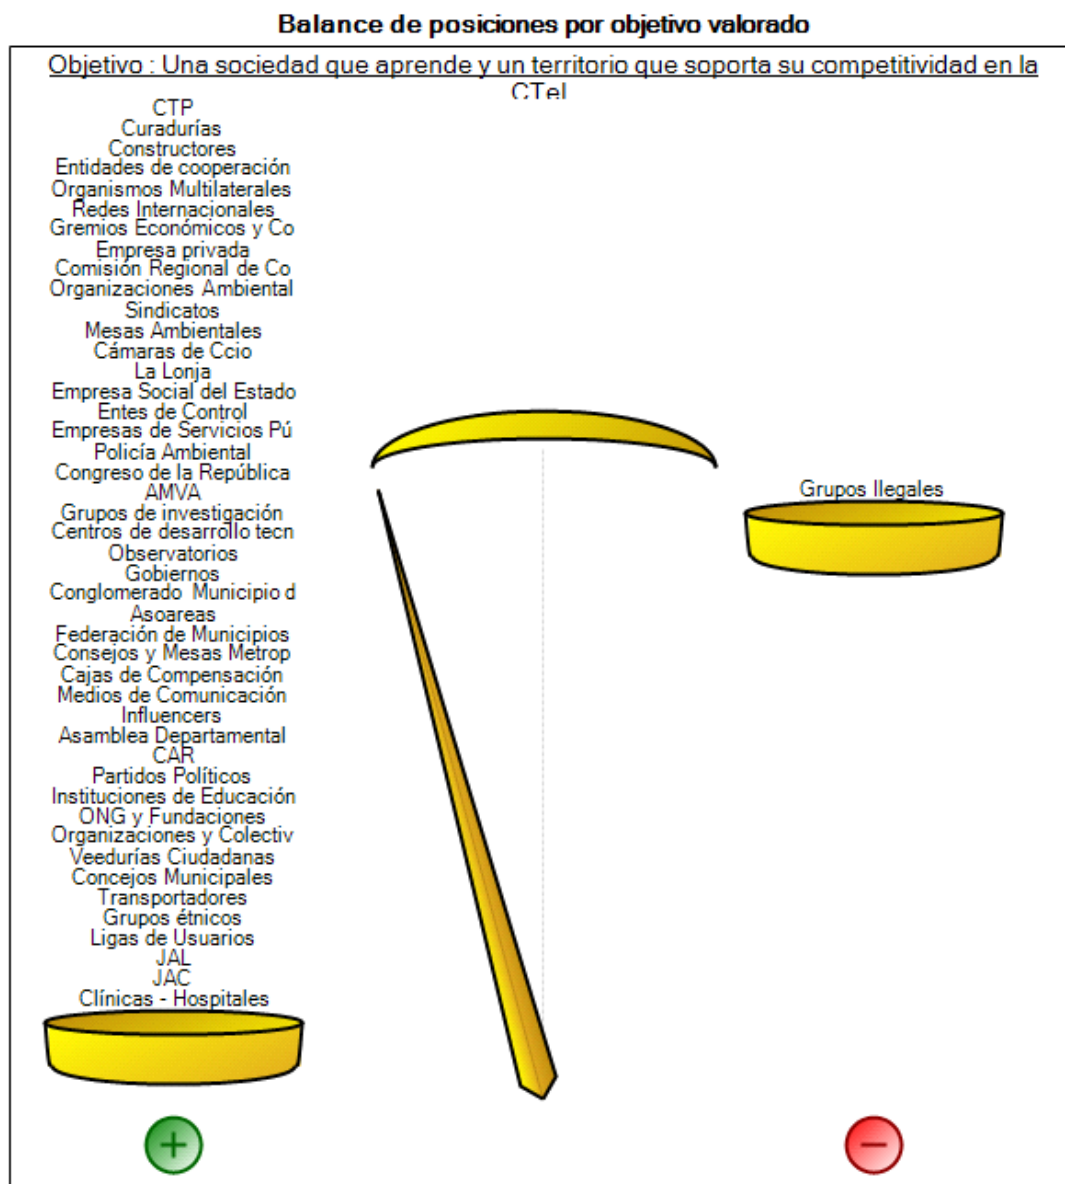 Balance de posiciones por objetivo valorado
Objetivo : Una sociedad que aprende y un territorio que soporta su competitividad en la
CTeI
CTP
Curadurías
Constructores
Entidades de cooperación
Organismos Multilaterales
Redes Internacionales
Gremios Económicos y Co
Empresa privada
Comisión Regional de Co
Organizaciones Ambiental
Sindicatos
Mesas Ambientales
Cámaras de Ccio
La Lonja
Empresa Social del Estado
Entes de Control
Empresas de Servicios Pú
Policía Ambiental
Congreso de la República
AMVA
Grupos de investigación
Centros de desarrollo tecn
Observatorios
Gobiernos
Conglomerado Municipio d
Asoareas
Federación de Municipios
Consejos y Mesas Metrop
Cajas de Compensación
Medios de Comunicación
Influencers
Asamblea Departamental
CAR
Partidos Políticos
Instituciones de Educación
ONG y Fundaciones
Organizaciones y Colectiv
Veedurías Ciudadanas
Concejos Municipales
Transportadores
Grupos étnicos
Ligas de Usuarios
JAL
JAC
Clínicas - Hospitales
Grupos Ilegales